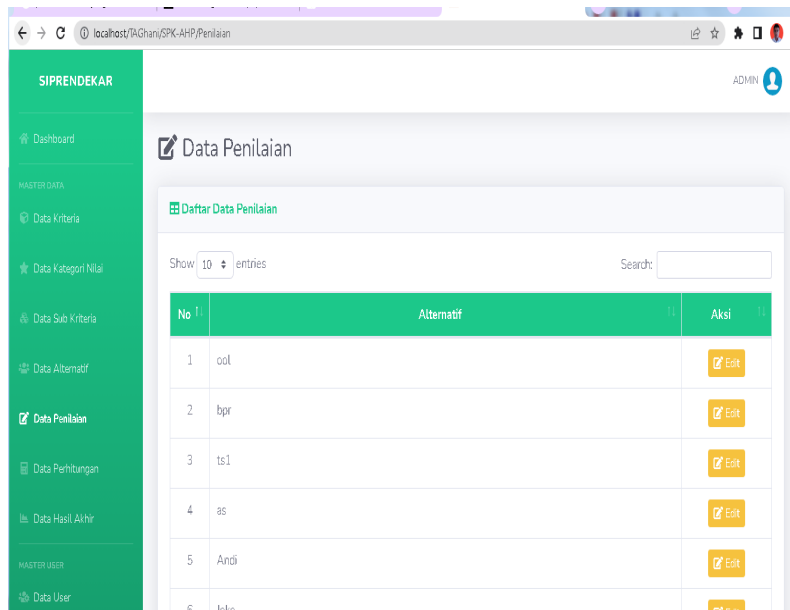 localhost/TAGhani/SPK-AHP/Penilaian
SIPRENDEKAR
ADMIN
Dashboard
Data Penilaian
MASTER DATA
Data Kriteria
Daftar Data Penilaian
Data Kategori Nilai
Show 10 entries
Search:
Data Sub Kriteria
No Alternatif Aksi
Data Alternatif
1 ool Edit
Data Penilaian
2 bpr Edit
Data Perhitungan
3 ts1 Edit
Data Hasil Akhir
4 as Edit
MASTER USER
5 Andi Edit
Data User